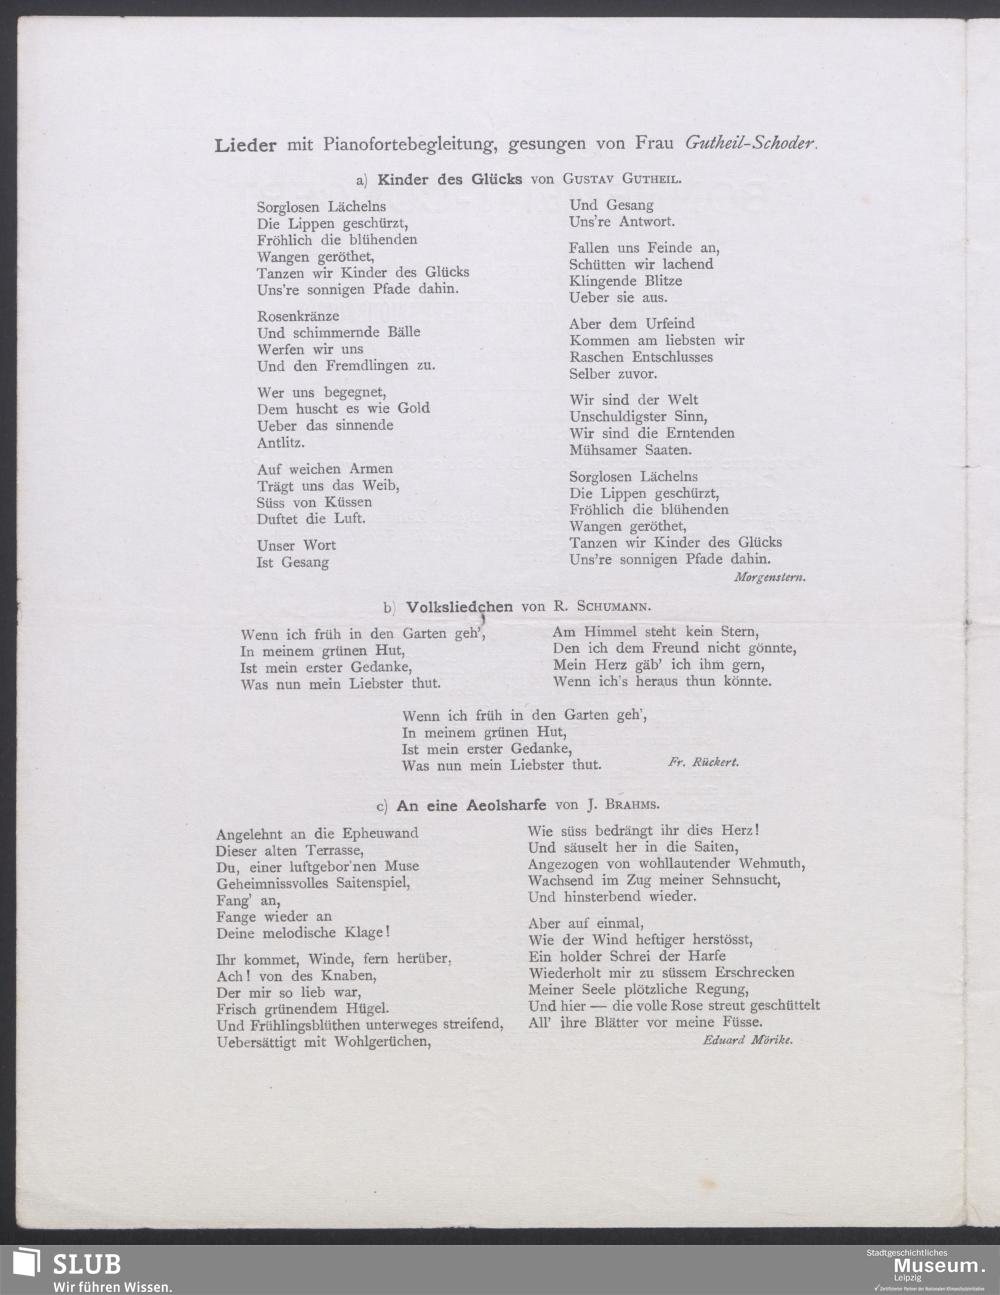 Lieder mit Pianofortebegleitung, gesungen von Frau Gutheil-Schoder.
a) Kinder des Glücks von Gustav Gutheil.
Sorglosen Lächelns
Die Lippen geschürzt,
Fröhlich die blühenden
Wangen geröthet,
Tanzen wir Kinder des Glücks
Uns're sonnigen Pfade dahin.
Rosenkränze
Und schimmernde Bälle
Werfen wir uns
Und den Fremdlingen zu.
Wer uns begegnet,
Dem huscht es wie Gold
Ueber das sinnende
Antlitz.
Auf weichen Armen
Trägt uns das Weib,
Süss von Küssen
Duftet die Luft.
Unser Wort
Ist Gesang
Und Gesang
Uns're Antwort.
Fallen uns Feinde an,
Schütten wir lachend
Klingende Blitze
Ueber sie aus.
Aber dem Urfeind
Kommen am liebsten wir
Raschen Entschlusses
Selber zuvor.
Wir sind der Welt
Unschuldigster Sinn,
Wir sind die Erntenden
Mühsamer Saaten.
Sorglosen Lächelns
Die Lippen geschürzt,
Fröhlich die blühenden
Wangen geröthet,
Tanzen wir Kinder des Glücks
Uns're sonnigen Pfade dahin.
Morgenstern.
b) Volksliedchen von R. Schumann.
Wenn ich früh in den Garten geh',
In meinem grünen Hut,
Ist mein erster Gedanke,
Was nun mein Liebster thut.
Am Himmel steht kein Stern,
Den ich dem Freund nicht gönnte,
Mein Herz gäb' ich ihm gern,
Wenn ich's heraus thun könnte.
Wenn ich früh in den Garten geh',
In meinem grünen Hut,
Ist mein erster Gedanke,
Was nun mein Liebster thut.
Fr. Rückert.
c) An eine Aeolsharfe von J. Brahms.
Angelehnt an die Epheuwand
Dieser alten Terrasse,
Du, einer luftgebor'nen Muse
Geheimnissvolles Saitenspiel,
Fang' an,
Fange wieder an
Deine melodische Klage!
Ihr kommet, Winde, fern herüber,
Ach! von des Knaben,
Der mir so lieb war,
Frisch grünendem Hügel.
Und Frühlingsblüthen unterweges streifend,
Uebersättigt mit Wohlgerüchen,
Wie süss bedrängt ihr dies Herz!
Und säuselt her in die Saiten,
Angezogen von wohllautender Wehmuth,
Wachsend im Zug meiner Sehnsucht,
Und hinsterbend wieder.
Aber auf einmal,
Wie der Wind heftiger herstösst,
Ein holder Schrei der Harfe
Wiederholt mir zu süssem Erschrecken
Meiner Seele plötzliche Regung,
Und hier — die volle Rose streut geschüttelt
All' ihre Blätter vor meine Füsse.
Eduard Mörike.
SLUB
Wir führen Wissen.
Stadtgeschichtliches
Museum.
Leipzig
Zertifizierter Partner der Nationalen Klimaschutzinitiative